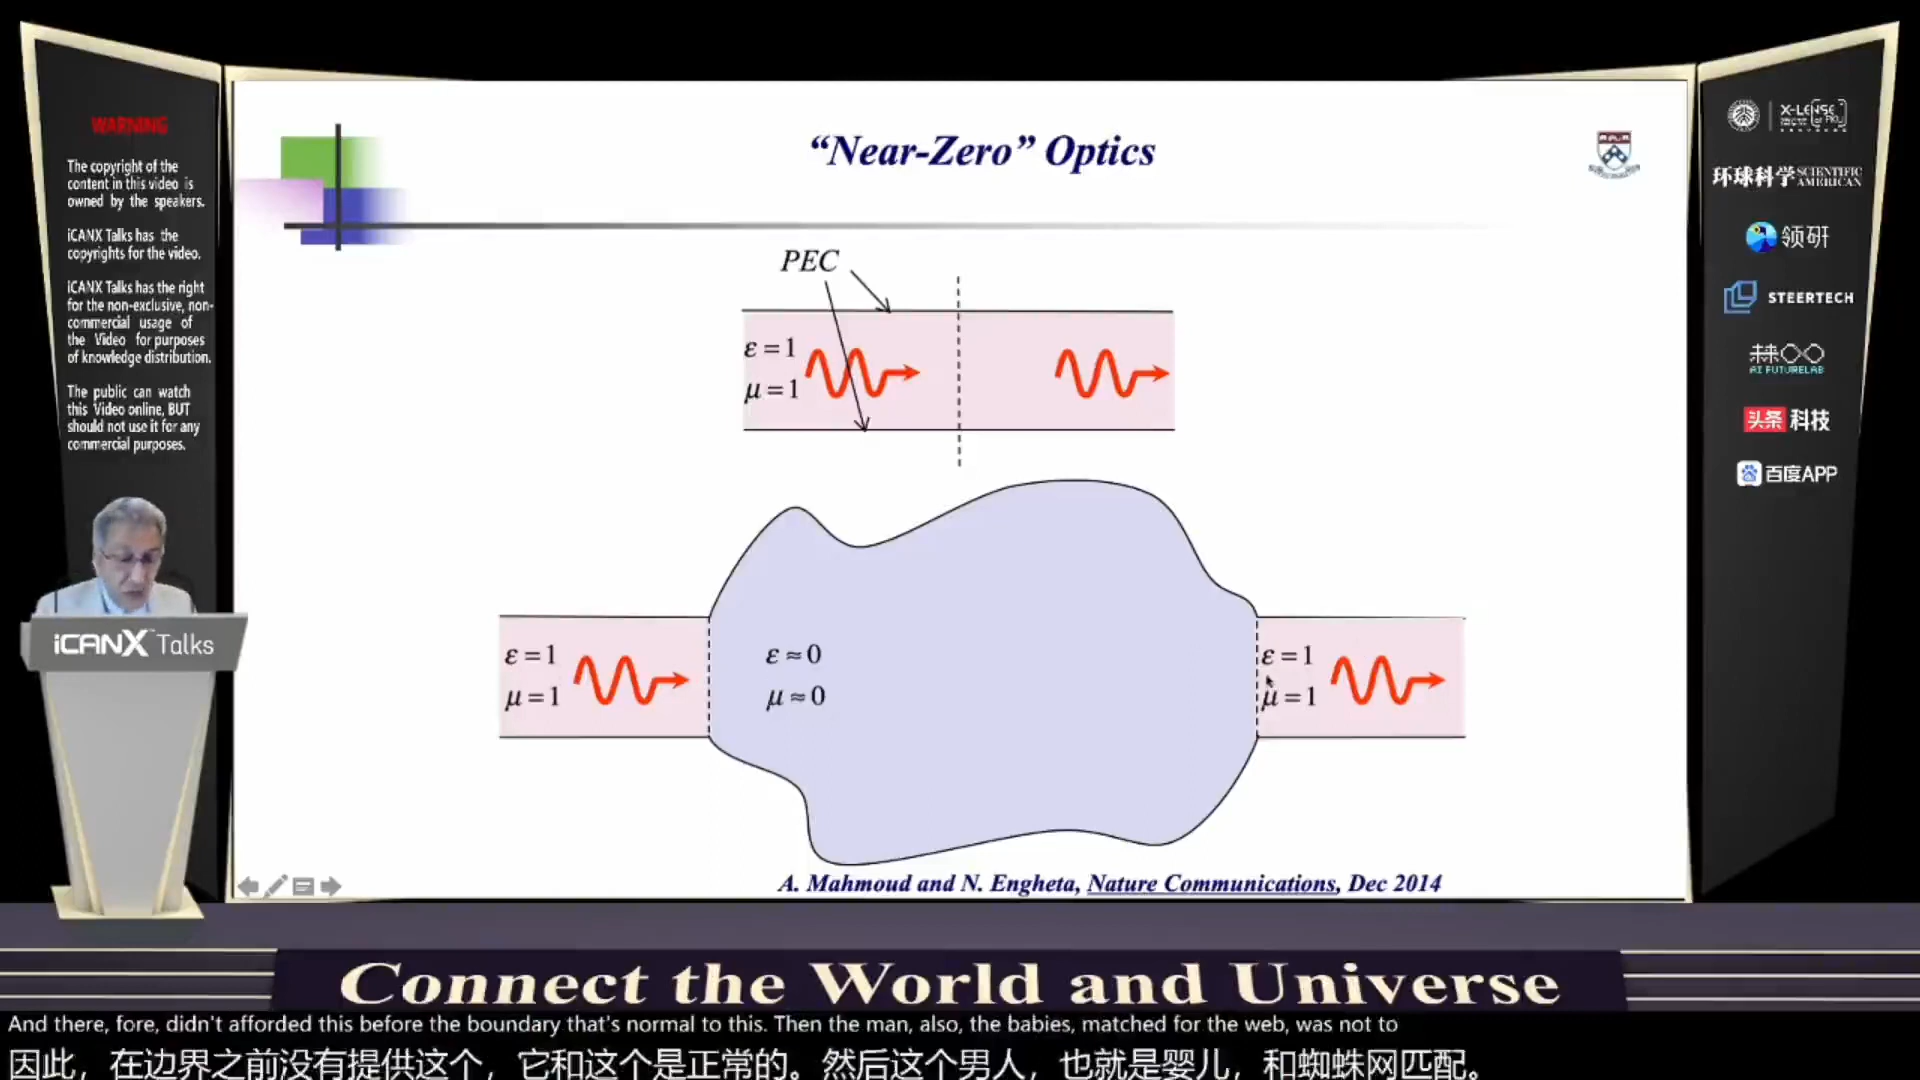 WARNING
The copyright of the
content in this video is
owned by the speakers.
iCANX Talks has the
copyrights for the video.
iCANX Talks has the right
for the non-exclusive, non-
commercial usage of
the Video for purposes
of knowledge distribution.
The public can watch
this Video online, BUT
should not use it for any
commercial purposes.
iCANX Talks
“Near-Zero” Optics
PEC
ε = 1
μ = 1
ε = 1
μ = 1
ε ≈ 0
μ ≈ 0
ε = 1
μ = 1
A. Mahmoud and N. Engheta, Nature Communications, Dec 2014
X-LENSE
环球科学 SCIENTIFIC AMERICAN
领研
STEERTECH
AI FUTURELAB
头条 科技
百度APP
Connect the World and Universe
And there, fore, didn't afforded this before the boundary that's normal to this. Then the man, also, the babies, matched for the web, was not to
因此，在边界之前没有提供这个，它和这个是正常的。然后这个男人，也就是婴儿，和蜘蛛网匹配。